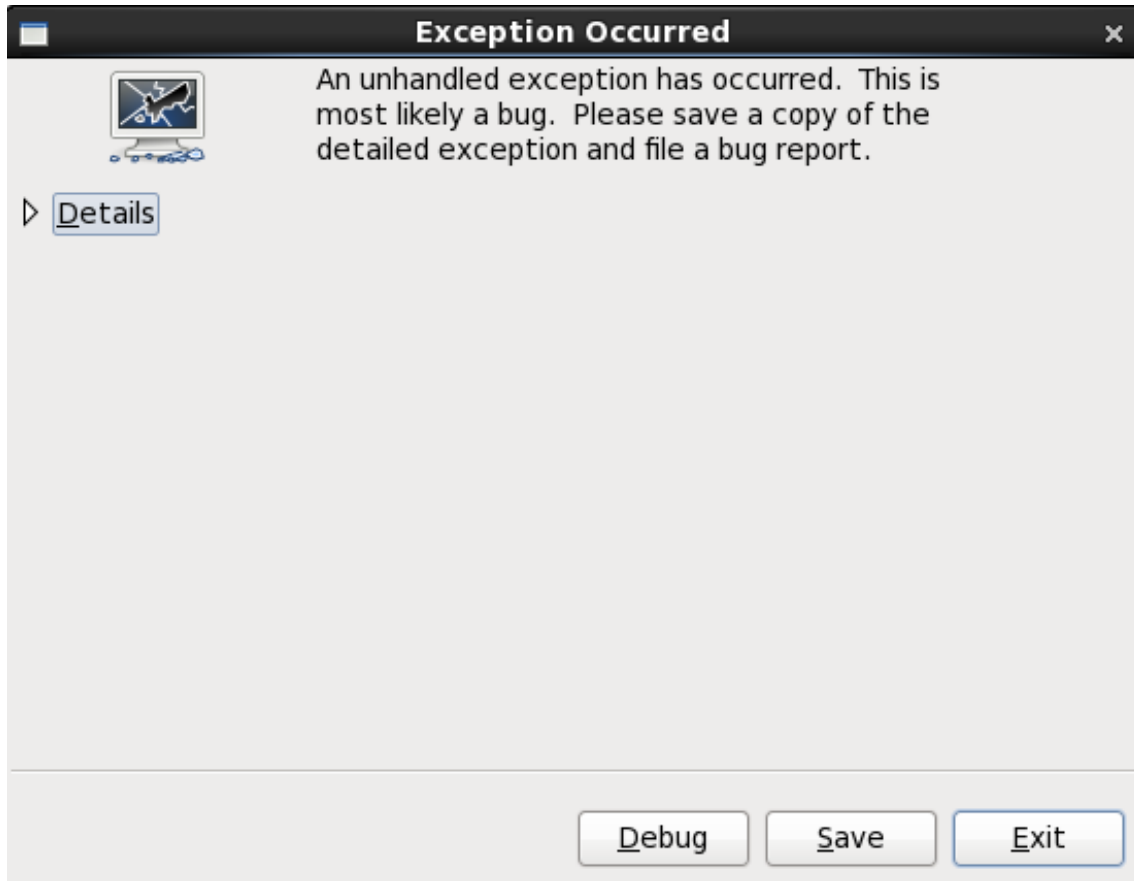 Exception Occurred
An unhandled exception has occurred.  This is
most likely a bug.  Please save a copy of the
detailed exception and file a bug report.
Details
Debug Save Exit